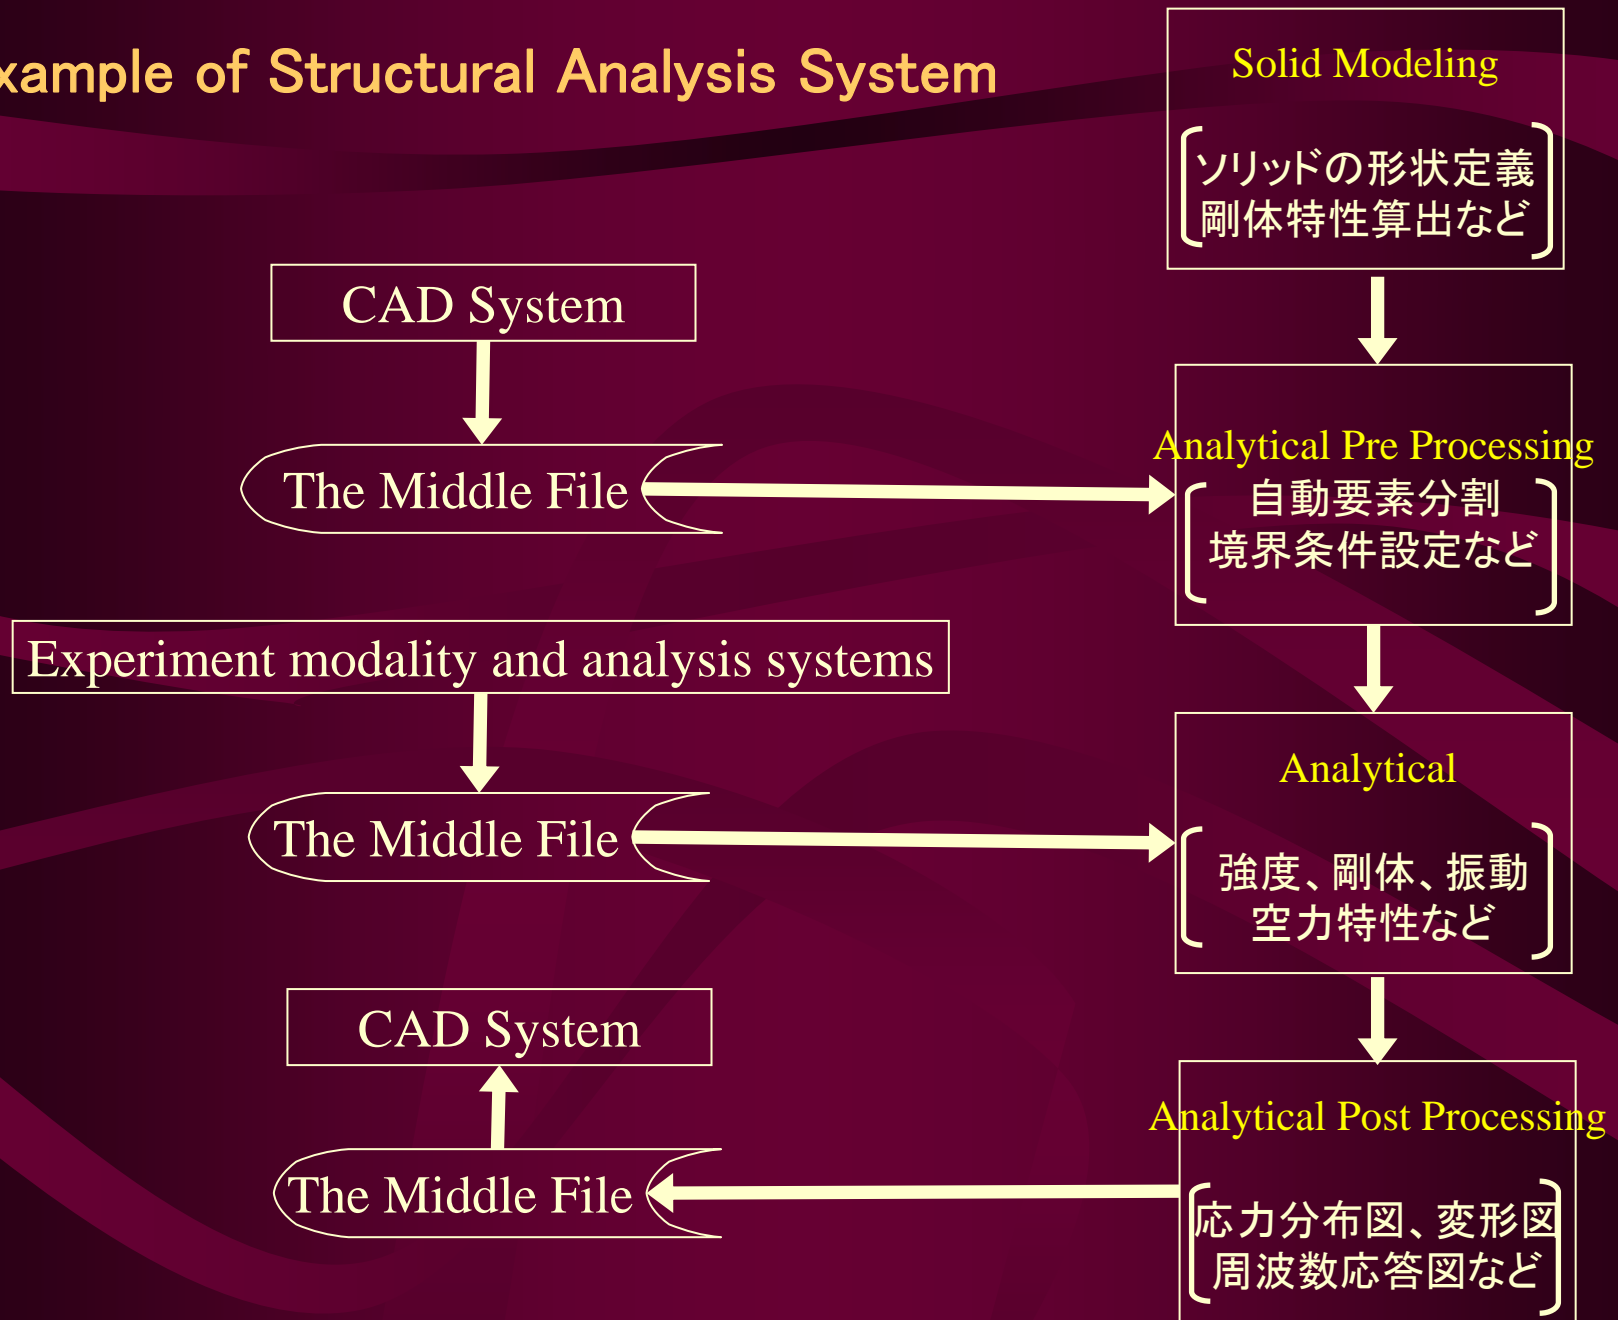 xample of Structural Analysis System
Solid Modeling
ソリッドの形状定義
剛体特性算出など
CAD System
The Middle File
Analytical Pre Processing
自動要素分割
境界条件設定など
Experiment modality and analysis systems
The Middle File
Analytical
強度、剛体、振動
空力特性など
CAD System
The Middle File
Analytical Post Processing
応力分布図、変形図
周波数応答図など